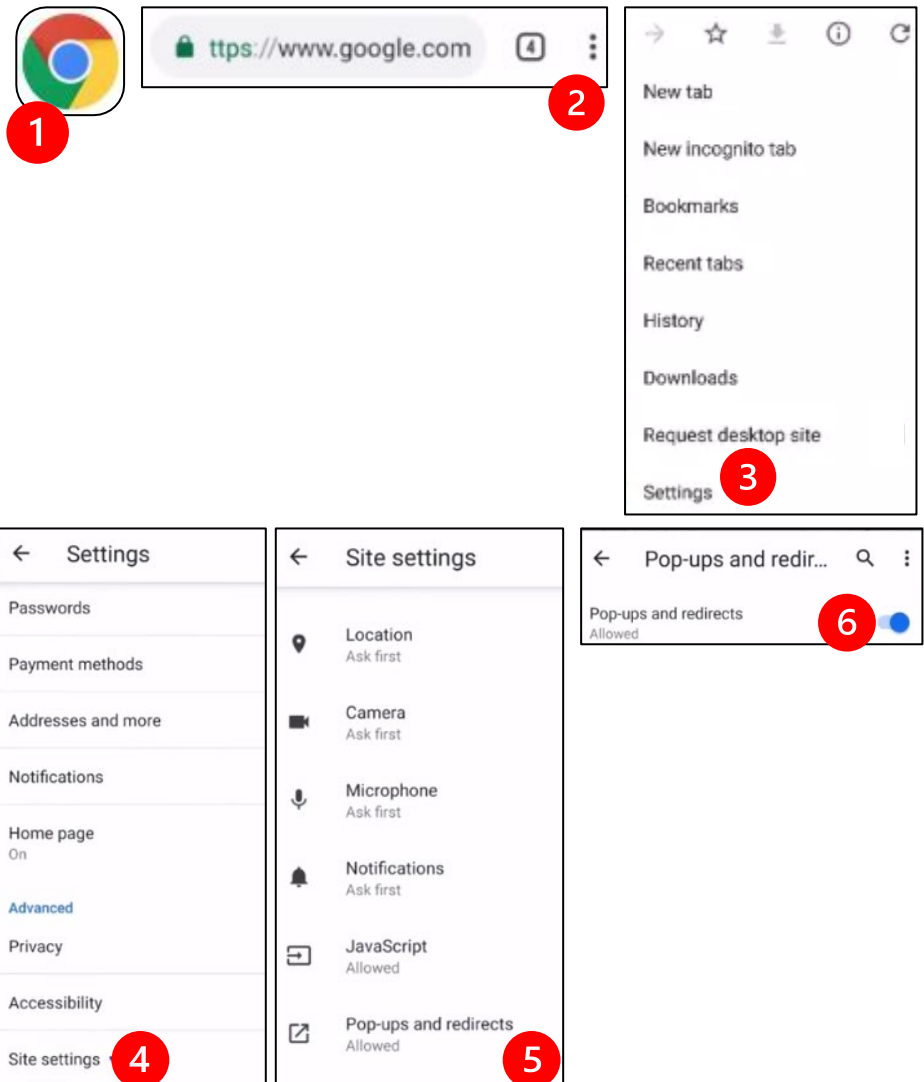 1
ttps://www.google.com
4
2
New tab
New incognito tab
Bookmarks
Recent tabs
History
Downloads
Request desktop site
Settings
3
Settings
Passwords
Payment methods
Addresses and more
Notifications
Home page
On
Advanced
Privacy
Accessibility
Site settings
4
Site settings
Location
Ask first
Camera
Ask first
Microphone
Ask first
Notifications
Ask first
JavaScript
Allowed
Pop-ups and redirects
Allowed
5
Pop-ups and redir...
Pop-ups and redirects
Allowed
6